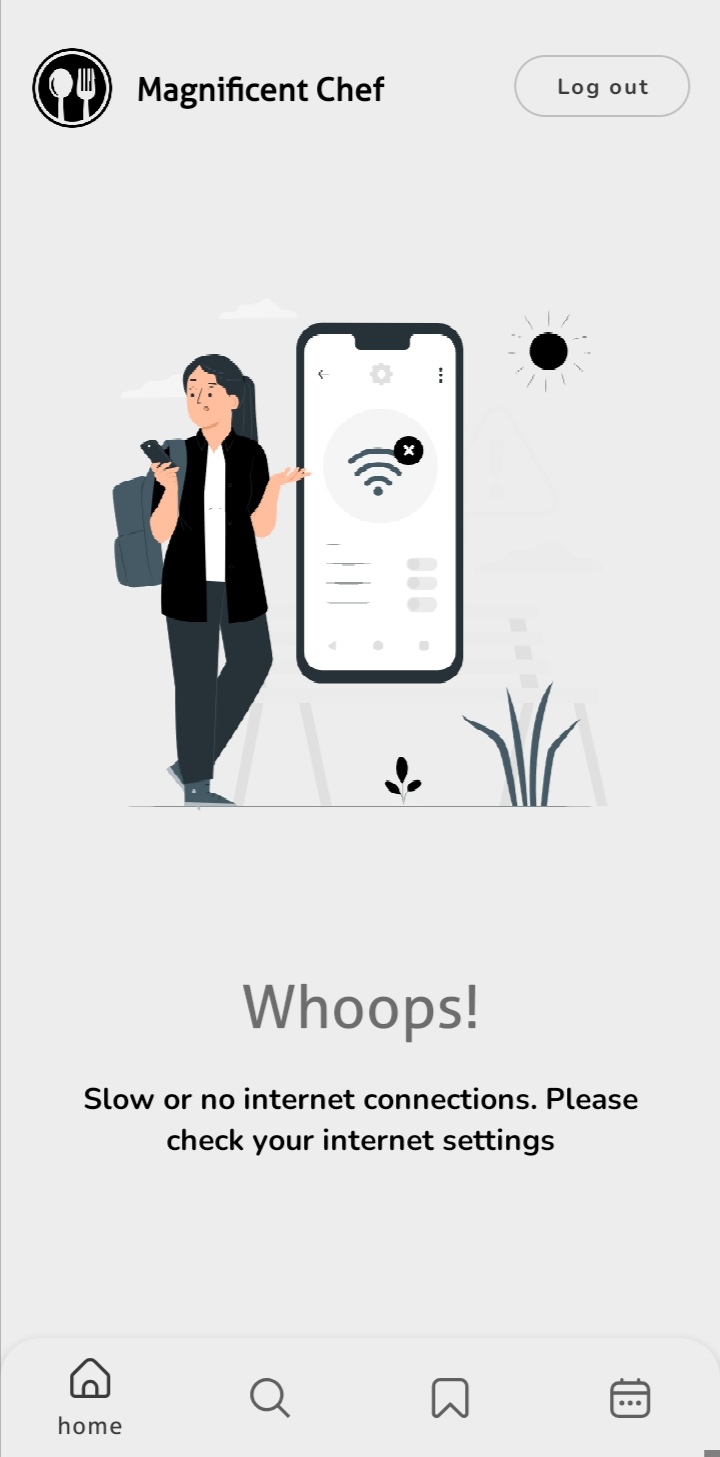 Magnificent Chef
Log out
Whoops!
Slow or no internet connections. Please
check your internet settings
home